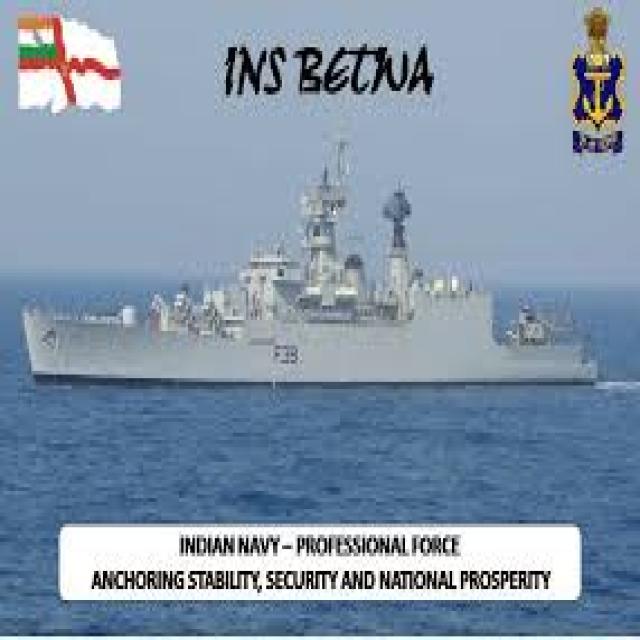 INS BETWA
F39
INDIAN NAVY – PROFESSIONAL FORCE
ANCHORING STABILITY, SECURITY AND NATIONAL PROSPERITY